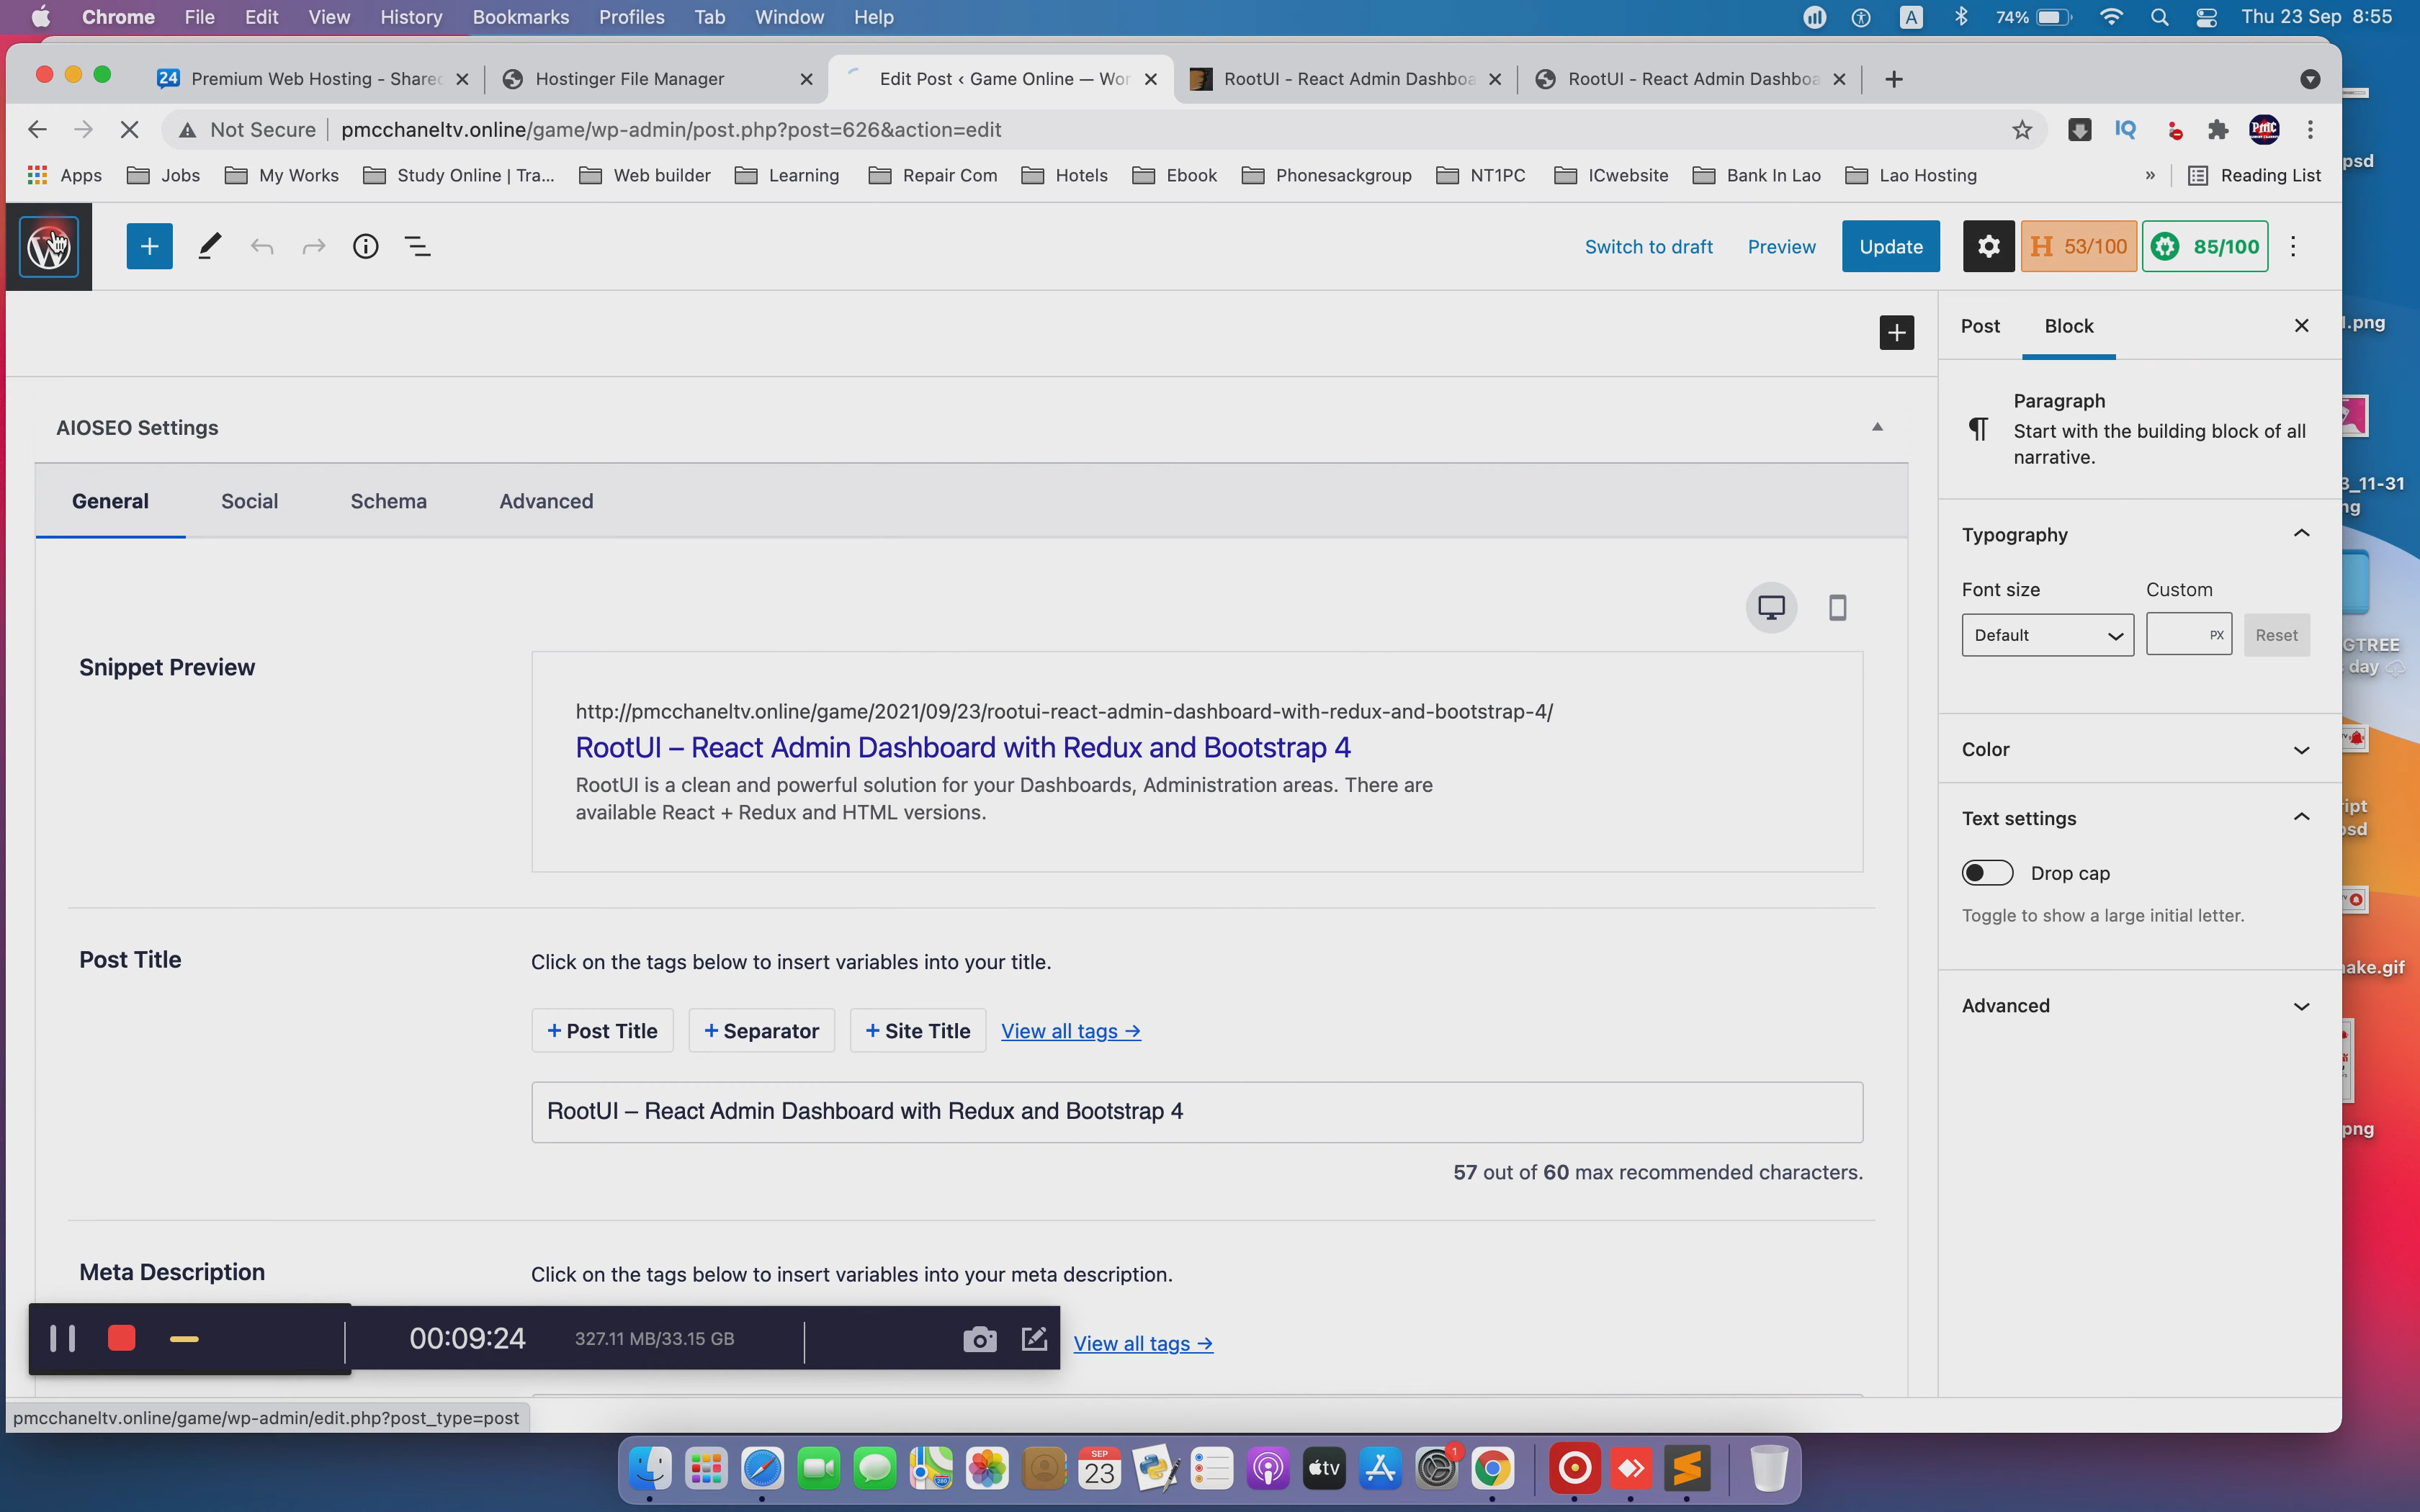 Chrome File Edit View History Bookmarks Profiles Tab Window Help A 74% Thu 23 Sep 8:55
24 Premium Web Hosting - Shared Hostinger File Manager Edit Post ‹ Game Online — Wor RootUI - React Admin Dashboa RootUI - React Admin Dashboa
Not Secure pmcchaneltv.online/game/wp-admin/post.php?post=626&action=edit IQ PMC
Apps Jobs My Works Study Online | Tra... Web builder Learning Repair Com Hotels Ebook Phonesackgroup NT1PC ICwebsite Bank In Lao Lao Hosting » Reading List
psd
Switch to draft Preview Update H 53/100 85/100
.png
Post Block
AIOSEO Settings
Paragraph
Start with the building block of all
narrative.
General Social Schema Advanced
3_11-31
ng
Typography
Font size Custom
Default PX Reset
GTREE
day
Snippet Preview
http://pmcchaneltv.online/game/2021/09/23/rootui-react-admin-dashboard-with-redux-and-bootstrap-4/
RootUI – React Admin Dashboard with Redux and Bootstrap 4
RootUI is a clean and powerful solution for your Dashboards, Administration areas. There are
available React + Redux and HTML versions.
Color
ript
psd
Text settings
Drop cap
Toggle to show a large initial letter.
Post Title
Click on the tags below to insert variables into your title.
ake.gif
Advanced
+ Post Title + Separator + Site Title View all tags →
RootUI – React Admin Dashboard with Redux and Bootstrap 4
png
57 out of 60 max recommended characters.
Meta Description
Click on the tags below to insert variables into your meta description.
00:09:24 327.11 MB/33.15 GB
View all tags →
pmcchaneltv.online/game/wp-admin/edit.php?post_type=post
SEP
23
tv
1